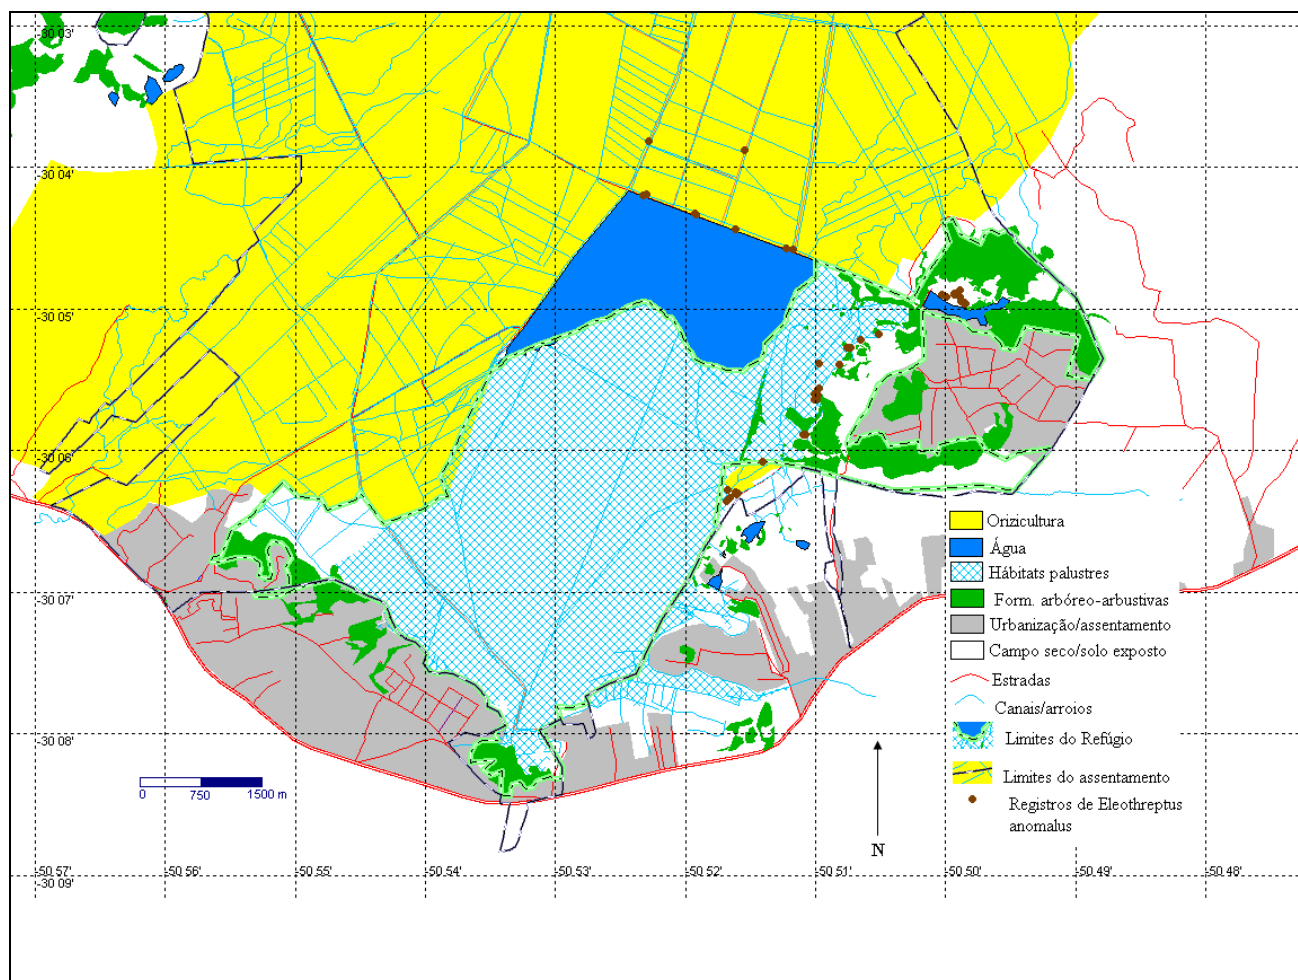 -30 03'
-30 04'
-30 05'
-30 06'
-30 07'
-30 08'
-50 57'
-50 56'
-50 55'
-50 54'
-50 53'
-50 52'
-50 51'
-50 50'
-50 49'
-50 48'
-30 09'
Orizicultura
Água
Hábitats palustres
Form. arbóreo-arbustivas
Urbanização/assentamento
Campo seco/solo exposto
Estradas
Canais/arroios
Limites do Refúgio
Limites do assentamento
Registros de Eleothreptus
anomalus
0 750 1500 m
N